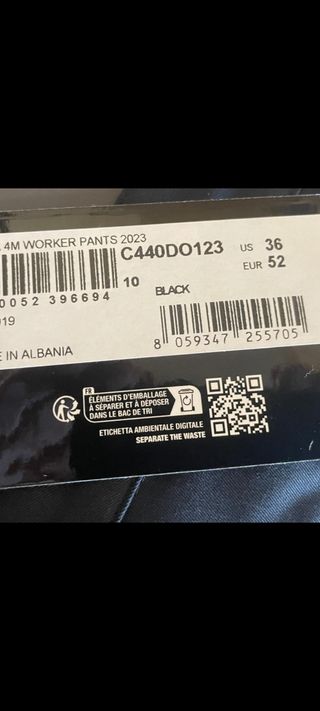 4M WORKER PANTS 2023
C440DO123
US 36
EUR 52
0052 396694
10
BLACK
019
8 059347 255705
E IN ALBANIA
FR
ÉLÉMENTS D'EMBALLAGE
À SÉPARER ET À DÉPOSER
DANS LE BAC DE TRI
ETICHETTA AMBIENTALE DIGITALE
SEPARATE THE WASTE